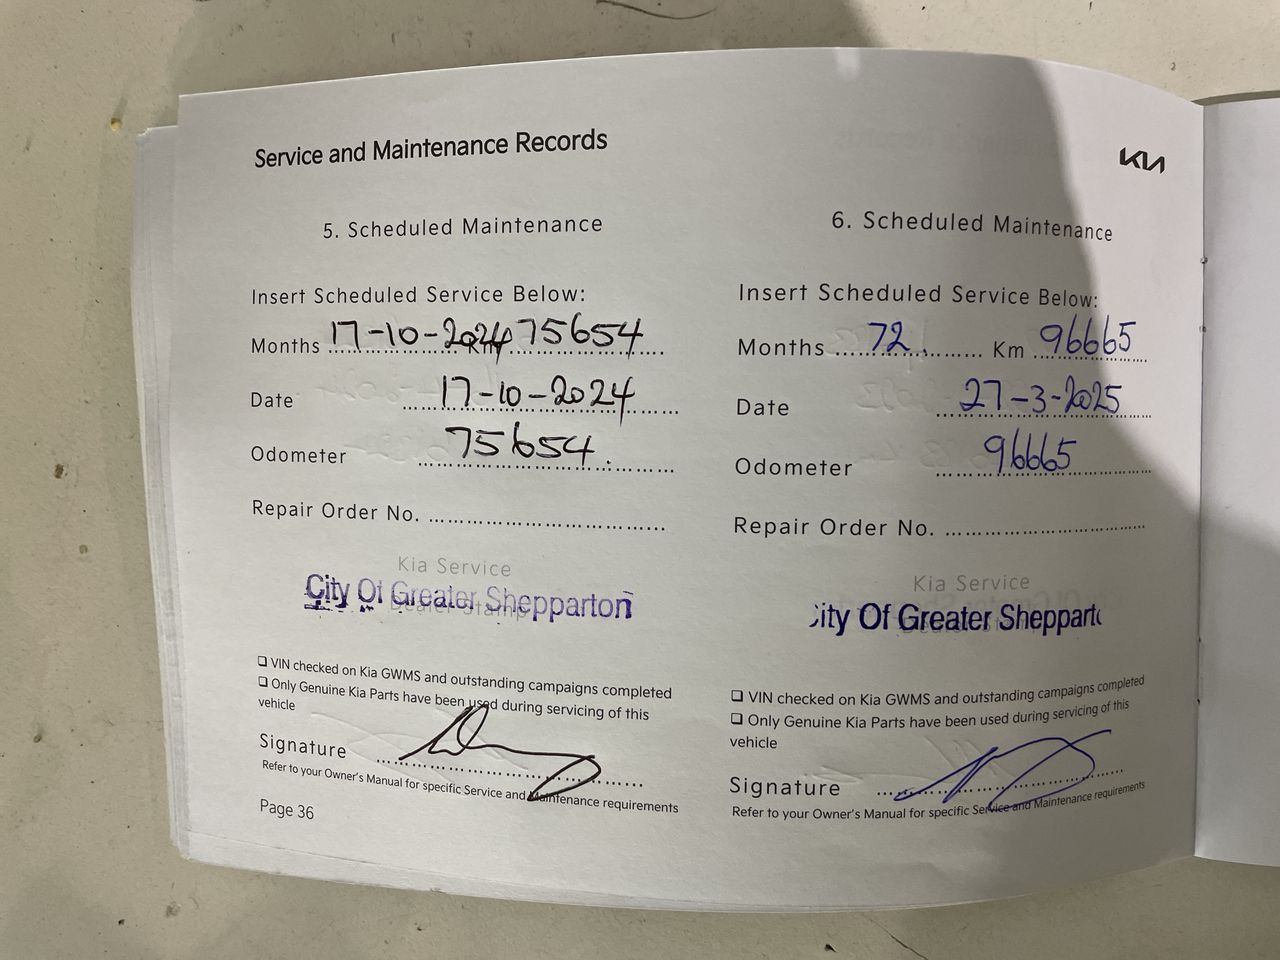 Service and Maintenance Records
KIA
5. Scheduled Maintenance
Insert Scheduled Service Below:
Months 17-10-2024 Km 75654
Date 17-10-2024
Odometer 75654.
Repair Order No.
Kia Service
Dealer Stamp
City Of Greater Shepparton
❑ VIN checked on Kia GWMS and outstanding campaigns completed
❑ Only Genuine Kia Parts have been used during servicing of this
vehicle
Signature
Refer to your Owner's Manual for specific Service and Maintenance requirements
Page 36
6. Scheduled Maintenance
Insert Scheduled Service Below:
Months 72 Km 96665
Date 27-3-2025
Odometer 96665
Repair Order No.
Kia Service
ity Of Greater Shepparto
❑ VIN checked on Kia GWMS and outstanding campaigns completed
❑ Only Genuine Kia Parts have been used during servicing of this
vehicle
Signature
Refer to your Owner's Manual for specific Service and Maintenance requirements